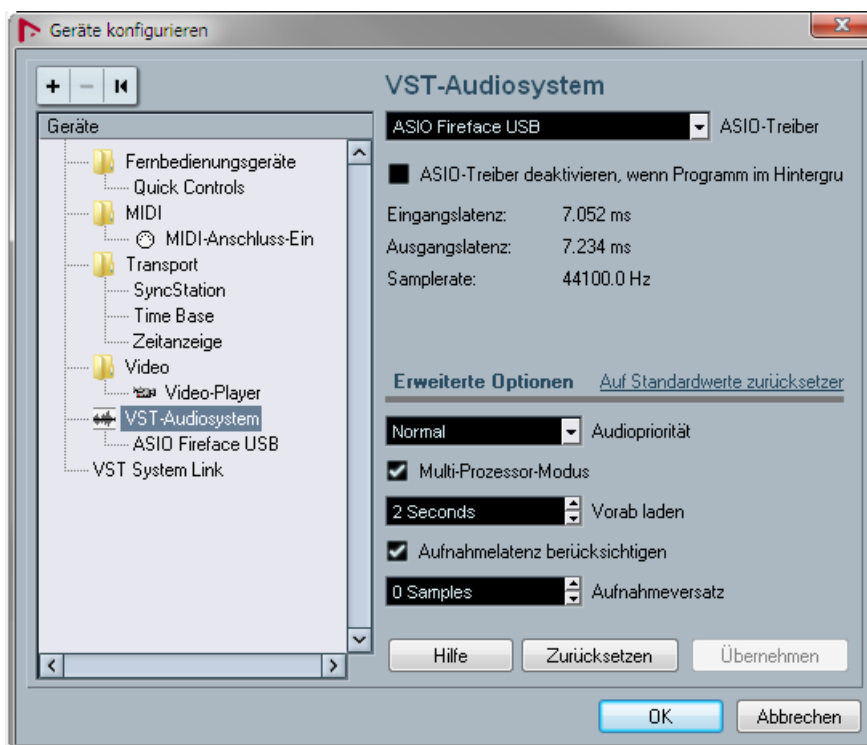 Geräte konfigurieren
Geräte
Fernbedienungsgeräte
Quick Controls
MIDI
MIDI-Anschluss-Ein
Transport
SyncStation
Time Base
Zeitanzeige
Video
Video-Player
VST-Audiosystem
ASIO Fireface USB
VST System Link
VST-Audiosystem
ASIO Fireface USB ASIO-Treiber
ASIO-Treiber deaktivieren, wenn Programm im Hintergru
Eingangslatenz: 7.052 ms
Ausgangslatenz: 7.234 ms
Samplerate: 44100.0 Hz
Erweiterte Optionen Auf Standardwerte zurücksetzer
Normal Audiopriorität
Multi-Prozessor-Modus
2 Seconds Vorab laden
Aufnahmelatenz berücksichtigen
0 Samples Aufnahmeversatz
Hilfe Zurücksetzen Übernehmen
OK Abbrechen